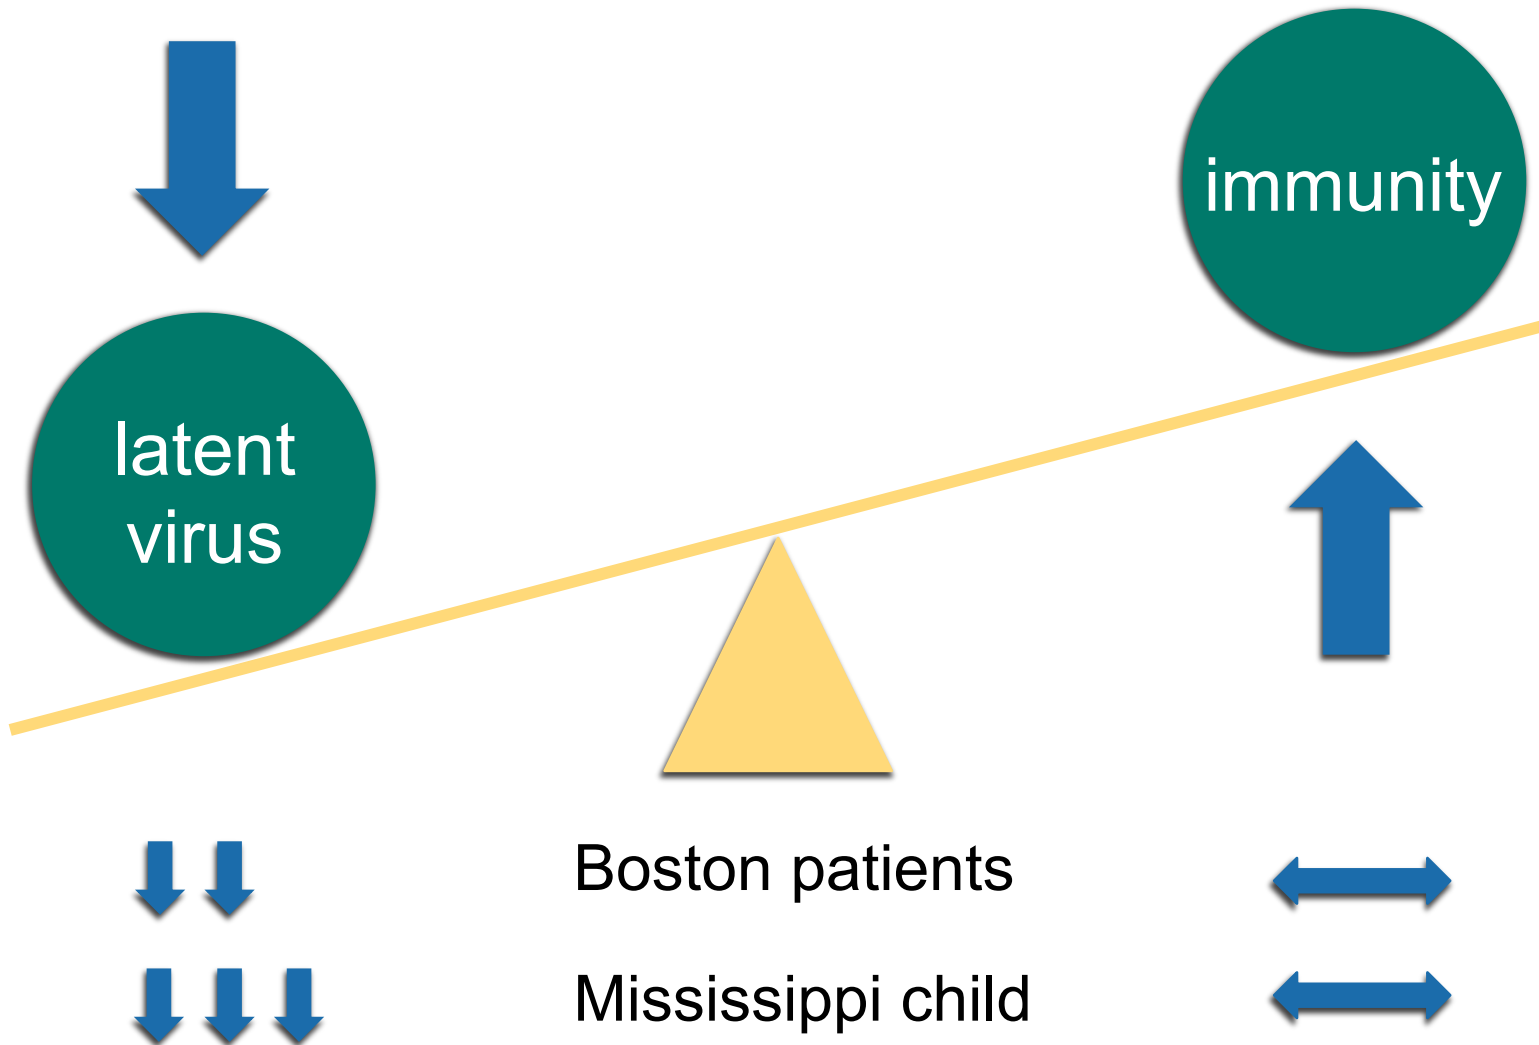 immunity
latent
virus
Boston patients
Mississippi child